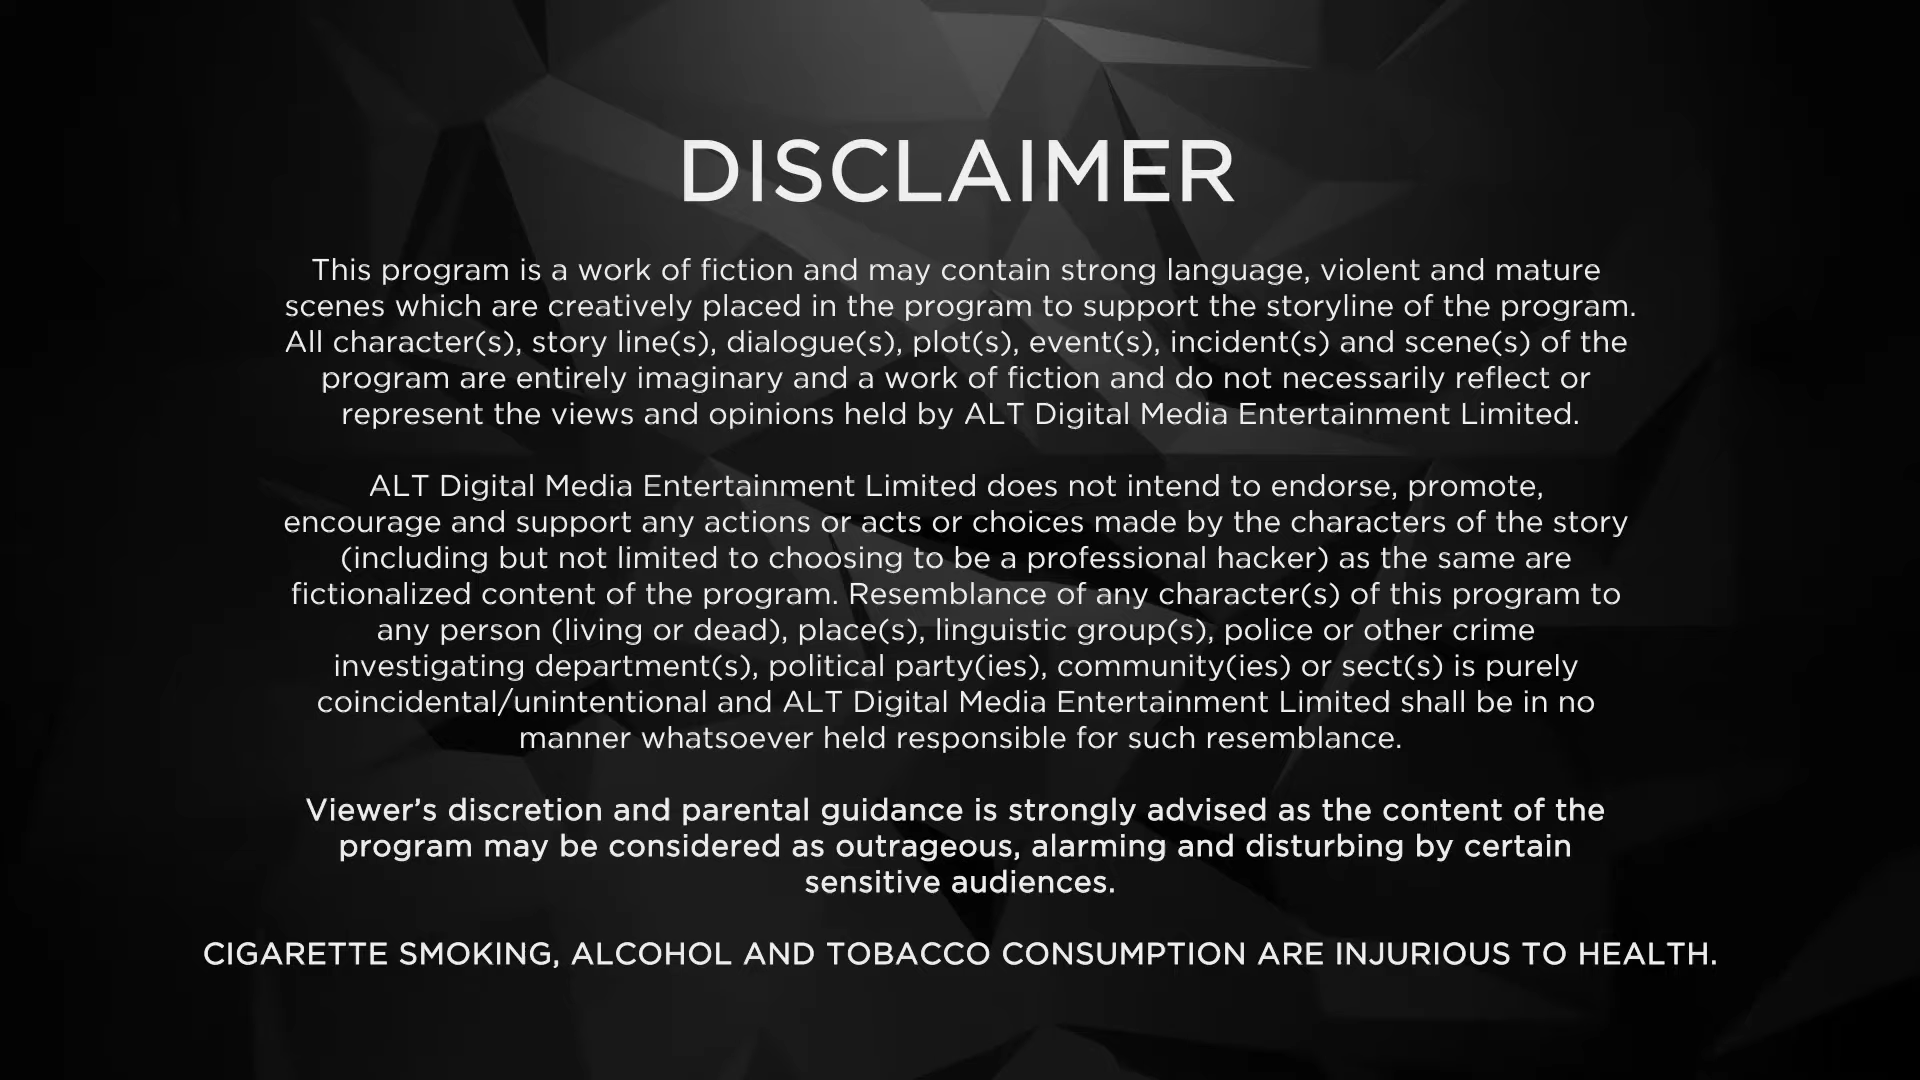 DISCLAIMER
This program is a work of fiction and may contain strong language, violent and mature
scenes which are creatively placed in the program to support the storyline of the program.
All character(s), story line(s), dialogue(s), plot(s), event(s), incident(s) and scene(s) of the
program are entirely imaginary and a work of fiction and do not necessarily reflect or
represent the views and opinions held by ALT Digital Media Entertainment Limited.
ALT Digital Media Entertainment Limited does not intend to endorse, promote,
encourage and support any actions or acts or choices made by the characters of the story
(including but not limited to choosing to be a professional hacker) as the same are
fictionalized content of the program. Resemblance of any character(s) of this program to
any person (living or dead), place(s), linguistic group(s), police or other crime
investigating department(s), political party(ies), community(ies) or sect(s) is purely
coincidental/unintentional and ALT Digital Media Entertainment Limited shall be in no
manner whatsoever held responsible for such resemblance.
Viewer’s discretion and parental guidance is strongly advised as the content of the
program may be considered as outrageous, alarming and disturbing by certain
sensitive audiences.
CIGARETTE SMOKING, ALCOHOL AND TOBACCO CONSUMPTION ARE INJURIOUS TO HEALTH.